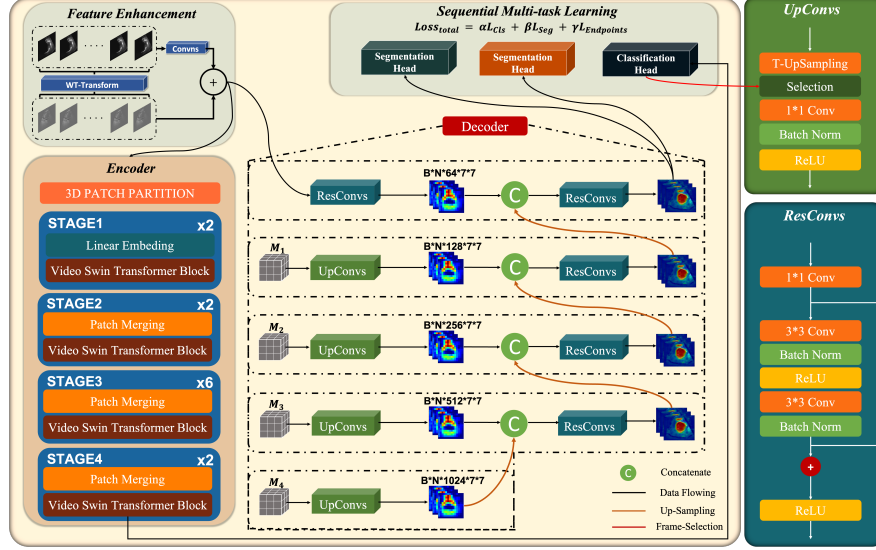 Feature Enhancement
Convns
WT-Transform
+
Sequential Multi-task Learning
Loss_total = αL_Cls + βL_Seg + γL_Endpoints
Segmentation Head
Segmentation Head
Classification Head
UpConvs
T-UpSampling
Selection
1*1 Conv
Batch Norm
ReLU
Encoder
3D PATCH PARTITION
STAGE1
x2
Linear Embeding
Video Swin Transformer Block
STAGE2
x2
Patch Merging
Video Swin Transformer Block
STAGE3
x6
Patch Merging
Video Swin Transformer Block
STAGE4
x2
Patch Merging
Video Swin Transformer Block
Decoder
ResConvs
B*N*64*7*7
C
ResConvs
M_1
UpConvs
B*N*128*7*7
C
ResConvs
M_2
UpConvs
B*N*256*7*7
C
ResConvs
M_3
UpConvs
B*N*512*7*7
C
ResConvs
M_4
UpConvs
B*N*1024*7*7
C
Concatenate
Data Flowing
Up-Sampling
Frame-Selection
ResConvs
1*1 Conv
3*3 Conv
Batch Norm
ReLU
3*3 Conv
Batch Norm
+
ReLU